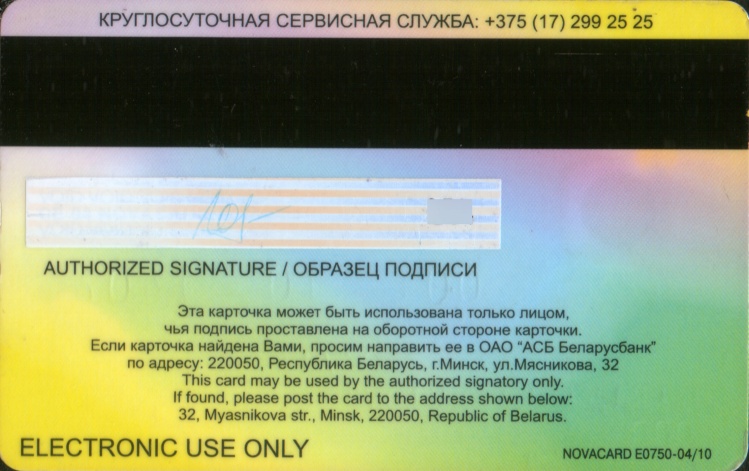 КРУГЛОСУТОЧНАЯ СЕРВИСНАЯ СЛУЖБА: +375 (17) 299 25 25
AUTHORIZED SIGNATURE / ОБРАЗЕЦ ПОДПИСИ
Эта карточка может быть использована только лицом,
чья подпись проставлена на оборотной стороне карточки.
Если карточка найдена Вами, просим направить ее в ОАО "АСБ Беларусбанк"
по адресу: 220050, Республика Беларусь, г.Минск, ул.Мясникова, 32
This card may be used by the authorized signatory only.
If found, please post the card to the address shown below:
32, Myasnikova str., Minsk, 220050, Republic of Belarus.
ELECTRONIC USE ONLY
NOVACARD E0750-04/10